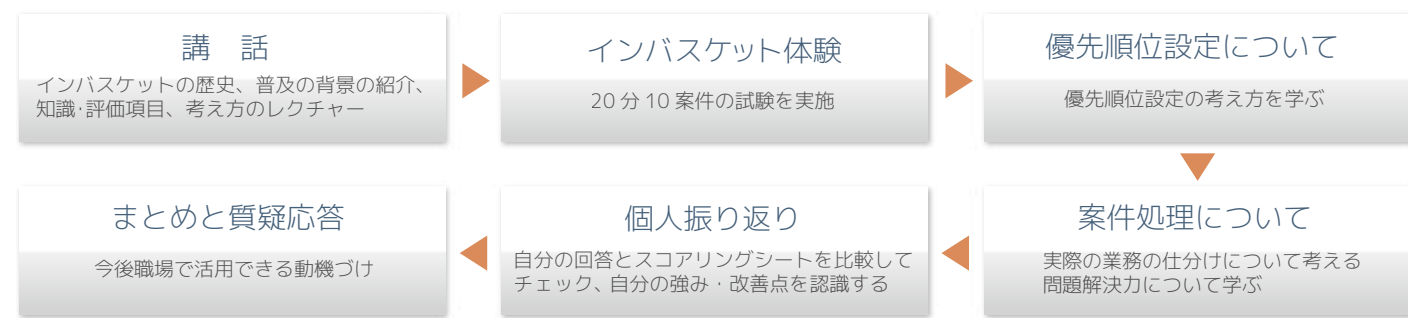 講　話
インバスケットの歴史、普及の背景の紹介、
知識･評価項目、考え方のレクチャー
インバスケット体験
20 分 10 案件の試験を実施
優先順位設定について
優先順位設定の考え方を学ぶ
案件処理について
実際の業務の仕分けについて考える
問題解決力について学ぶ
個人振り返り
自分の回答とスコアリングシートを比較して
チェック、自分の強み・改善点を認識する
まとめと質疑応答
今後職場で活用できる動機づけ